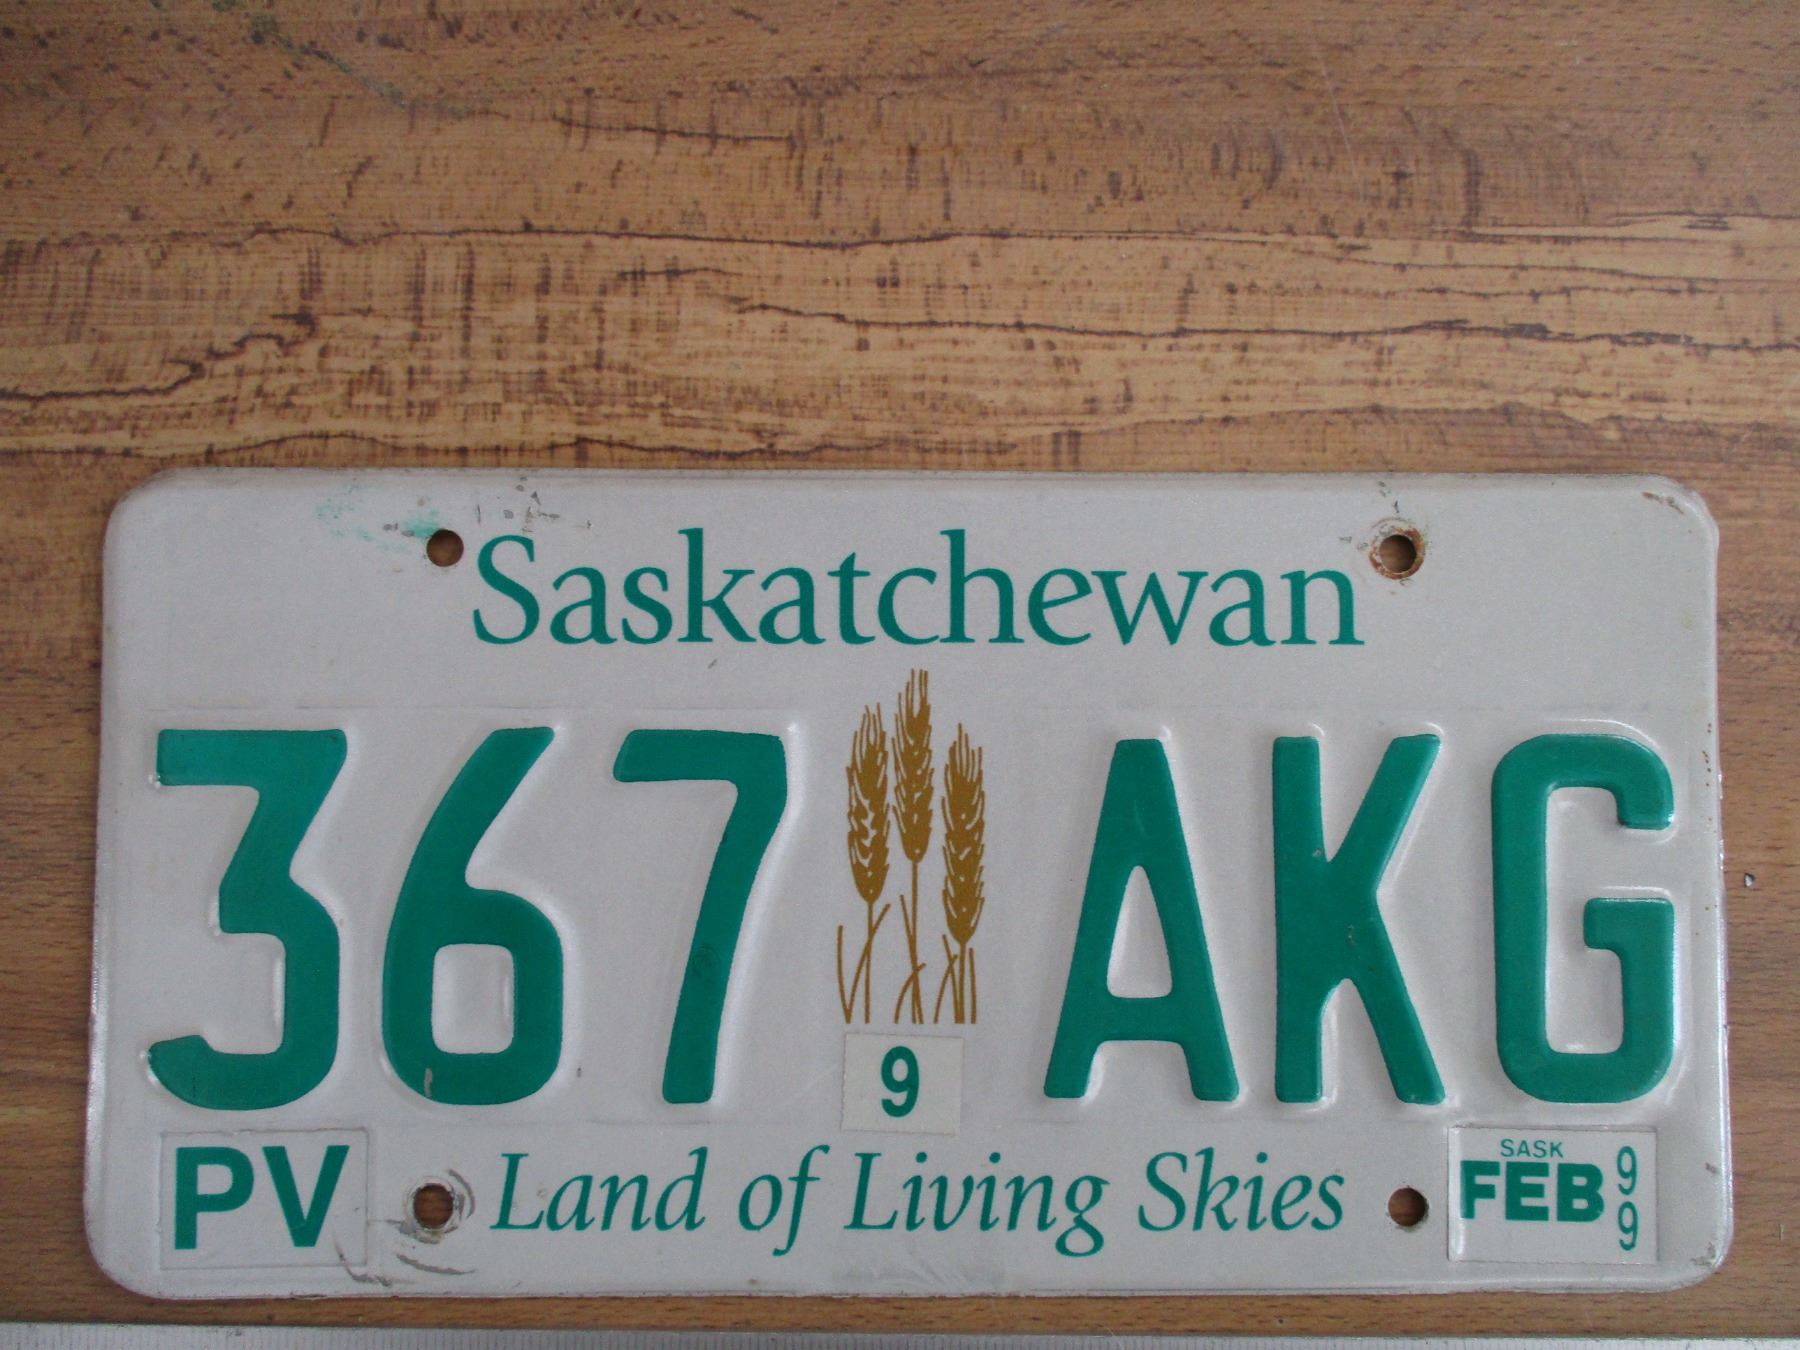 Saskatchewan
367 AKG
9
PV
Land of Living Skies
SASK
FEB 99